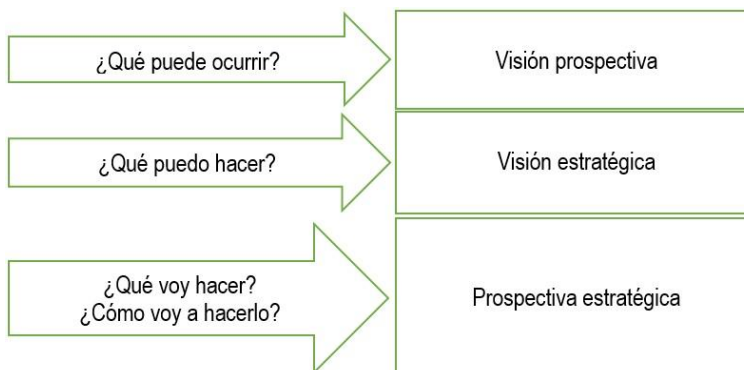 ¿Qué puede ocurrir?
Visión prospectiva
¿Qué puedo hacer?
Visión estratégica
¿Qué voy hacer?
¿Cómo voy a hacerlo?
Prospectiva estratégica